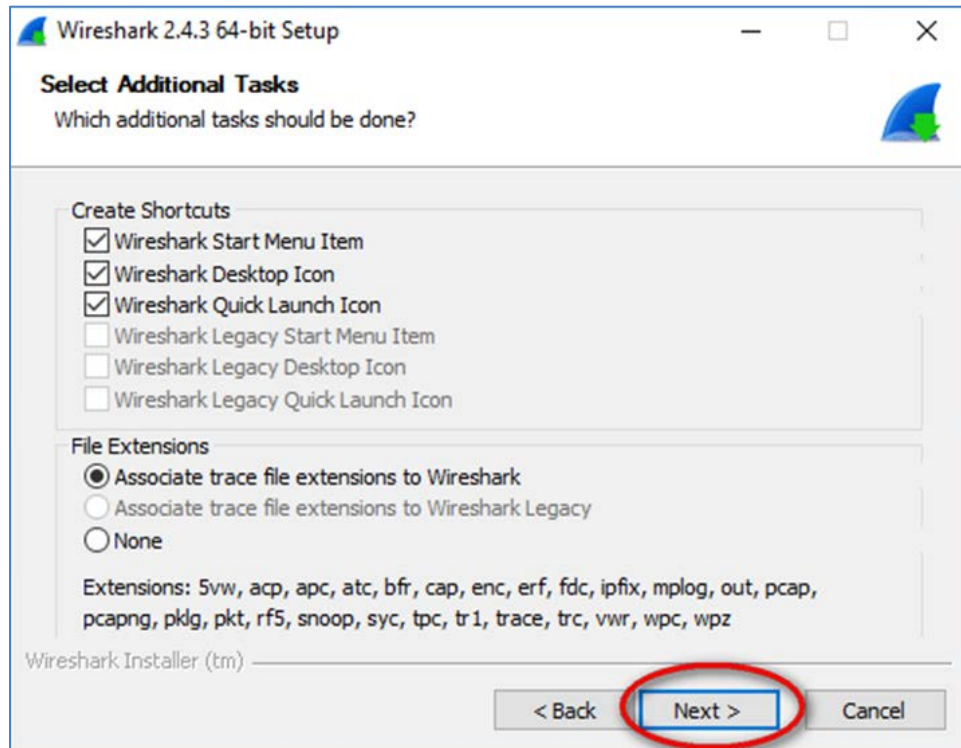 Wireshark 2.4.3 64-bit Setup
Select Additional Tasks
Which additional tasks should be done?
Create Shortcuts
Wireshark Start Menu Item
Wireshark Desktop Icon
Wireshark Quick Launch Icon
Wireshark Legacy Start Menu Item
Wireshark Legacy Desktop Icon
Wireshark Legacy Quick Launch Icon
File Extensions
Associate trace file extensions to Wireshark
Associate trace file extensions to Wireshark Legacy
None
Extensions: 5vw, acp, apc, atc, bfr, cap, enc, erf, fdc, ipfix, mplog, out, pcap,
pcapng, pklg, pkt, rf5, snoop, syc, tpc, tr1, trace, trc, vwr, wpc, wpz
Wireshark Installer (tm)
< Back Next > Cancel